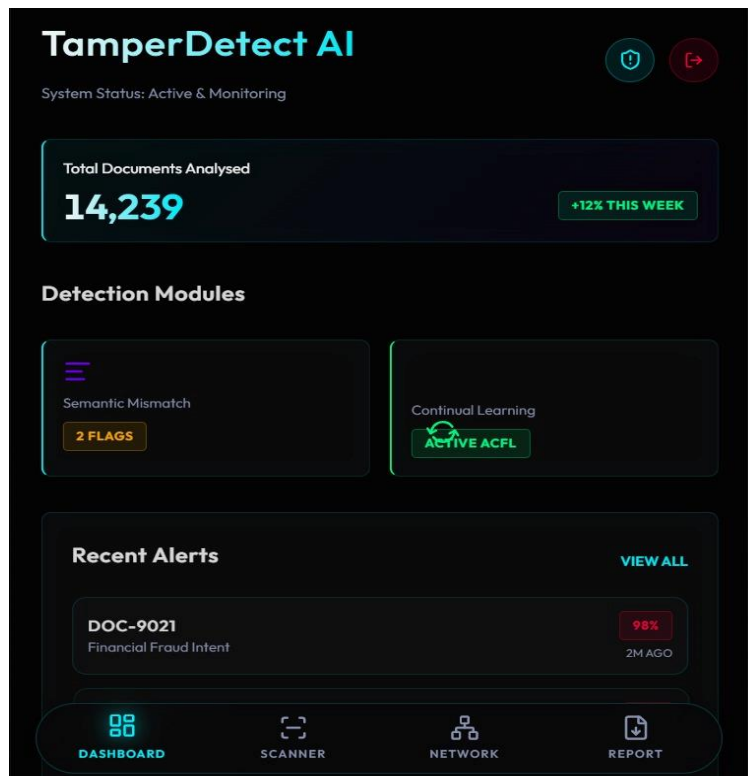 TamperDetect AI
System Status: Active & Monitoring
Total Documents Analysed
14,239
+12% THIS WEEK
Detection Modules
Semantic Mismatch
2 FLAGS
Continual Learning
ACTIVE ACFL
Recent Alerts
VIEW ALL
DOC-9021
98%
Financial Fraud Intent
2M AGO
DASHBOARD
SCANNER
NETWORK
REPORT